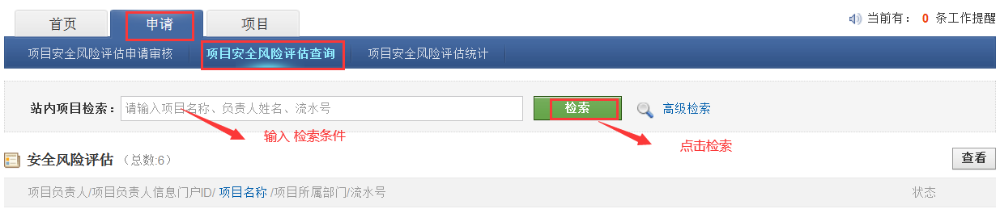 首页 申请 项目 当前有： 0 条工作提醒
项目安全风险评估申请审核 项目安全风险评估查询 项目安全风险评估统计
站内项目检索： 请输入项目名称、负责人姓名、流水号 检索 高级检索
输入 检索条件 点击检索
安全风险评估 （总数:6） 查看
项目负责人/项目负责人信息门户ID/ 项目名称 /项目所属部门/流水号 状态